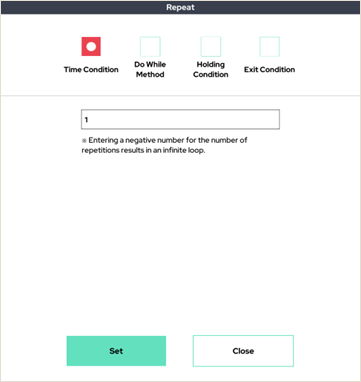 Repeat
Time Condition
Do While
Method
Holding
Condition
Exit Condition
1
※ Entering a negative number for the number of
repetitions results in an infinite loop.
Set
Close